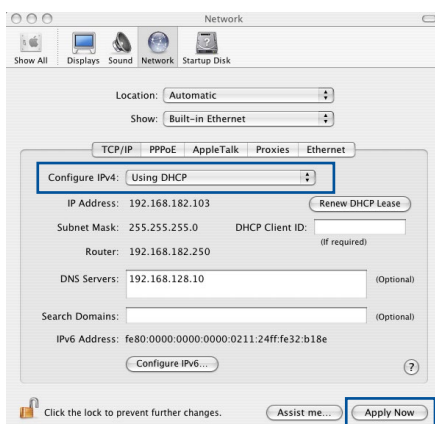 Network
Show All Displays Sound Network Startup Disk
Location: Automatic
Show: Built-in Ethernet
TCP/IP PPPoE AppleTalk Proxies Ethernet
Configure IPv4: Using DHCP
IP Address: 192.168.182.103 Renew DHCP Lease
Subnet Mask: 255.255.255.0 DHCP Client ID:
(If required)
Router: 192.168.182.250
DNS Servers: 192.168.128.10 (Optional)
Search Domains: (Optional)
IPv6 Address: fe80:0000:0000:0000:0211:24ff:fe32:b18e
Configure IPv6... ?
Click the lock to prevent further changes. Assist me... Apply Now